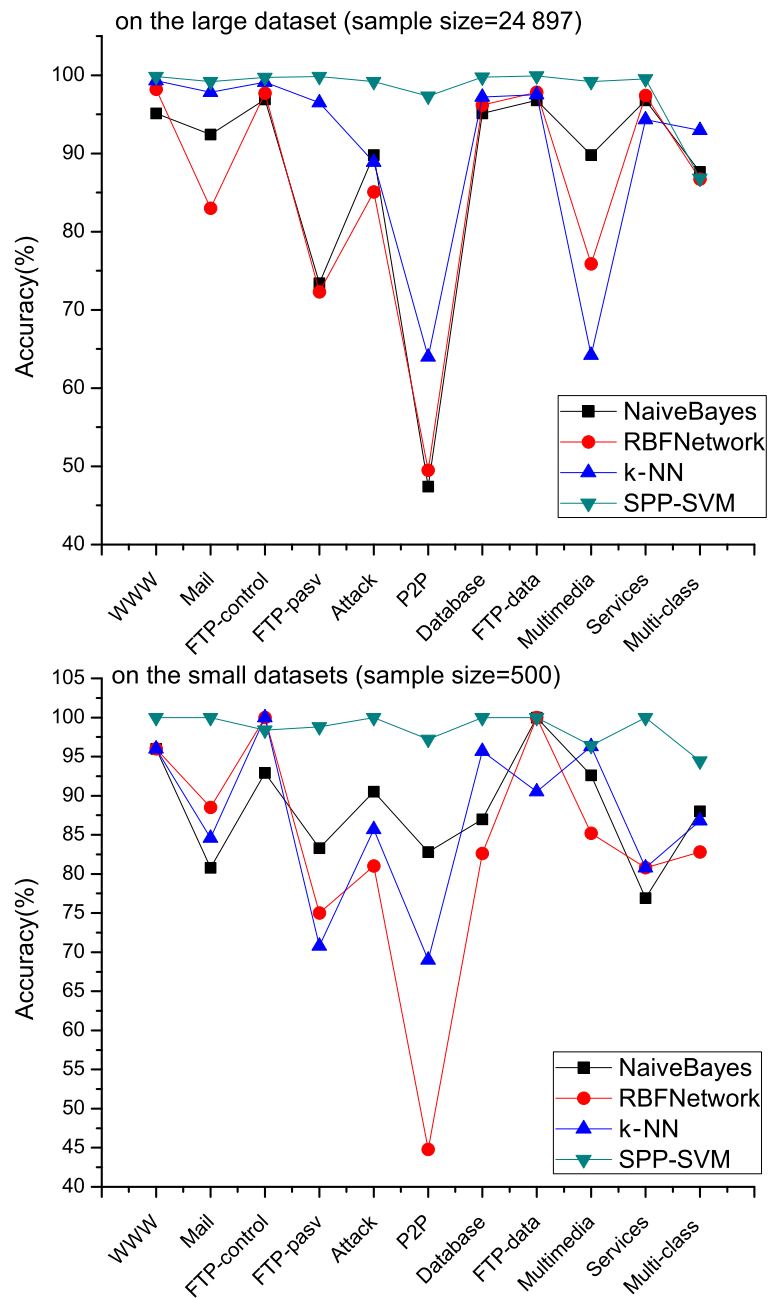 on the large dataset (sample size=24 897)
100
90
80
70
60
50
40
Accuracy(%)
NaiveBayes
RBFNetwork
k-NN
SPP-SVM
WWW
Mail
FTP-control
FTP-pasv
Attack
P2P
Database
FTP-data
Multimedia
Services
Multi-class
on the small datasets (sample size=500)
105
100
95
90
85
80
75
70
65
60
55
50
45
40
Accuracy(%)
NaiveBayes
RBFNetwork
k-NN
SPP-SVM
WWW
Mail
FTP-control
FTP-pasv
Attack
P2P
Database
FTP-data
Multimedia
Services
Multi-class